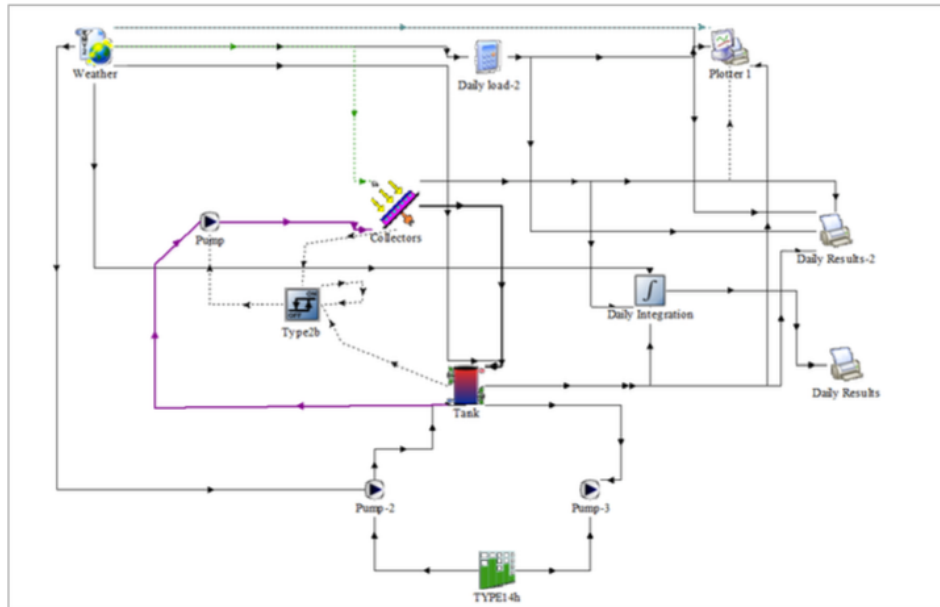 Weather
Daily load-2
Plotter 1
Pump
Collectors
Daily Results-2
Type2b
Daily Integration
Daily Results
Tank
Pump-2
Pump-3
TYPE14h